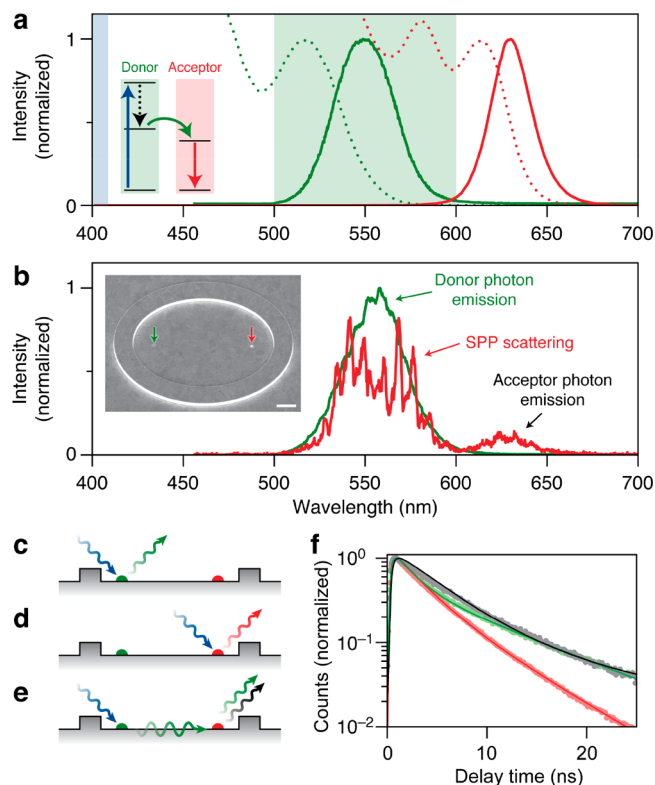 a
Intensity
(normalized)
1
0
Donor
Acceptor
400
450
500
550
600
650
700
b
Intensity
(normalized)
1
0
Donor photon
emission
SPP scattering
Acceptor photon
emission
400
450
500
550
600
650
700
Wavelength (nm)
c
d
e
f
Counts (normalized)
10⁰
10⁻¹
10⁻²
0
10
20
Delay time (ns)